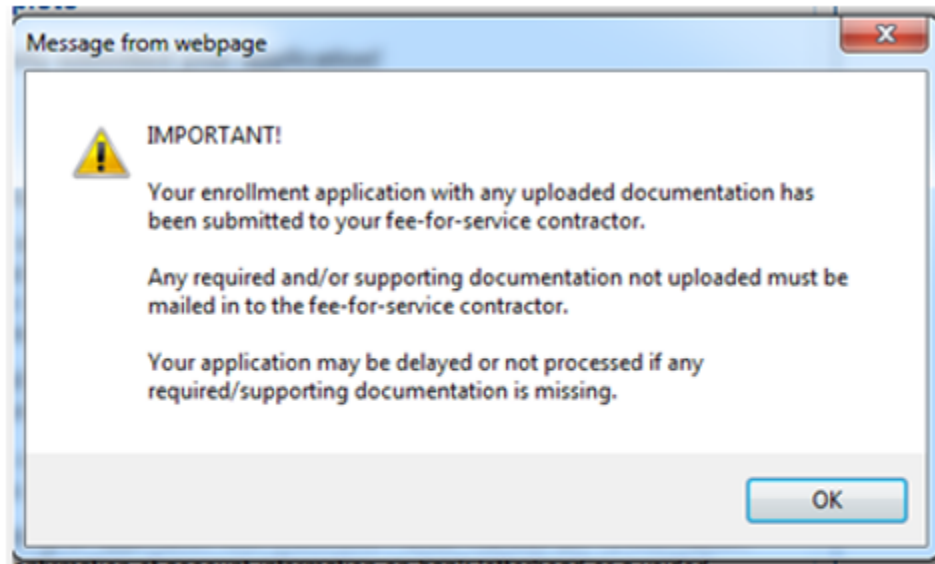 Message from webpage
IMPORTANT!
Your enrollment application with any uploaded documentation has
been submitted to your fee-for-service contractor.
Any required and/or supporting documentation not uploaded must be
mailed in to the fee-for-service contractor.
Your application may be delayed or not processed if any
required/supporting documentation is missing.
OK